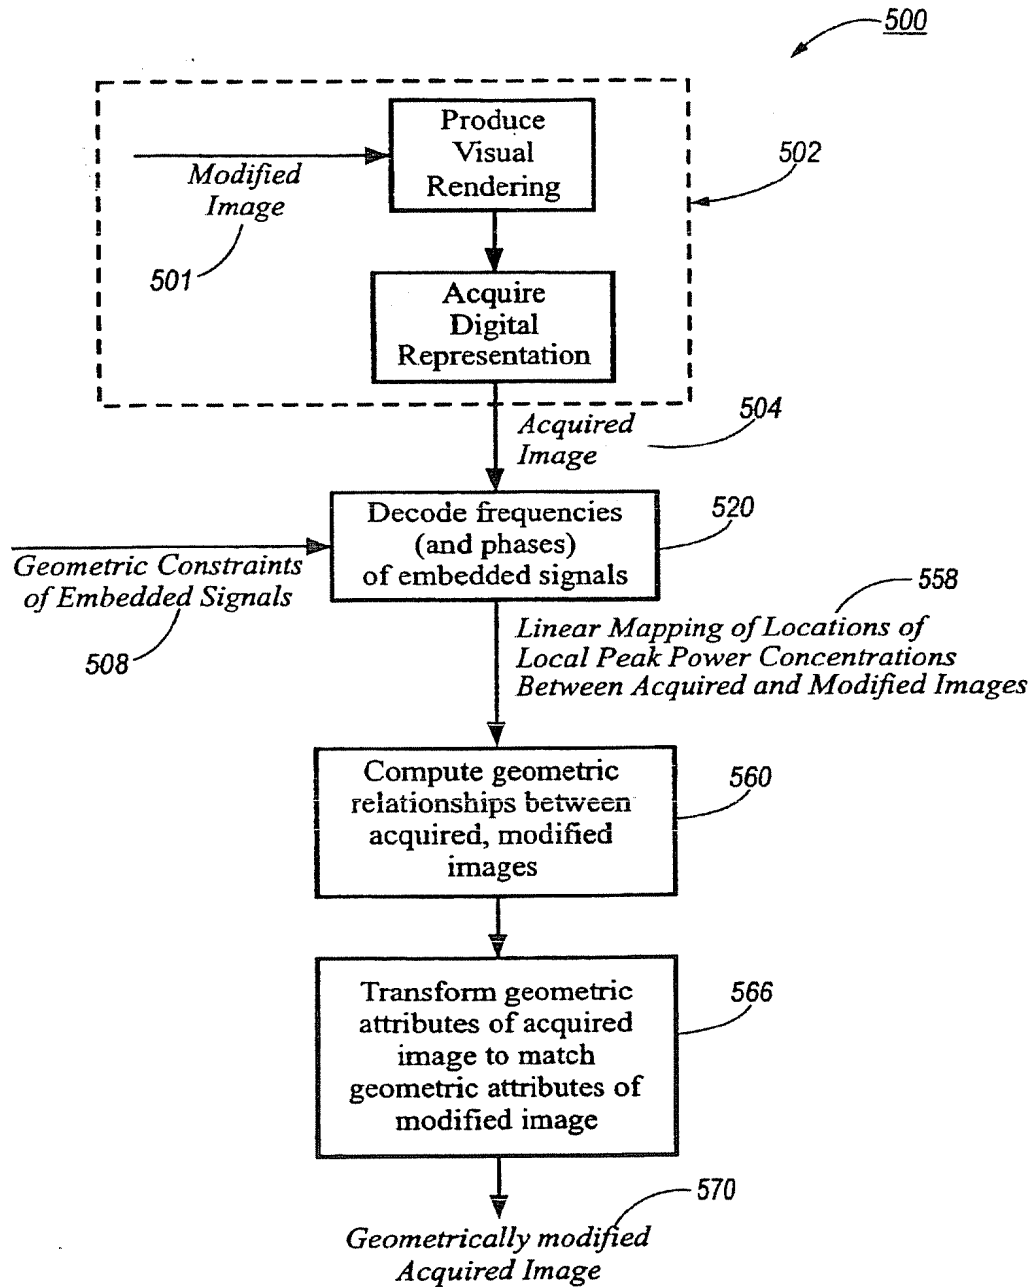 500
Produce
Visual
Rendering
502
Modified
Image
501
Acquire
Digital
Representation
Acquired
Image
504
Decode frequencies
(and phases)
of embedded signals
520
Geometric Constraints
of Embedded Signals
508
558
Linear Mapping of Locations of
Local Peak Power Concentrations
Between Acquired and Modified Images
Compute geometric
relationships between
acquired, modified
images
560
Transform geometric
attributes of acquired
image to match
geometric attributes of
modified image
566
570
Geometrically modified
Acquired Image